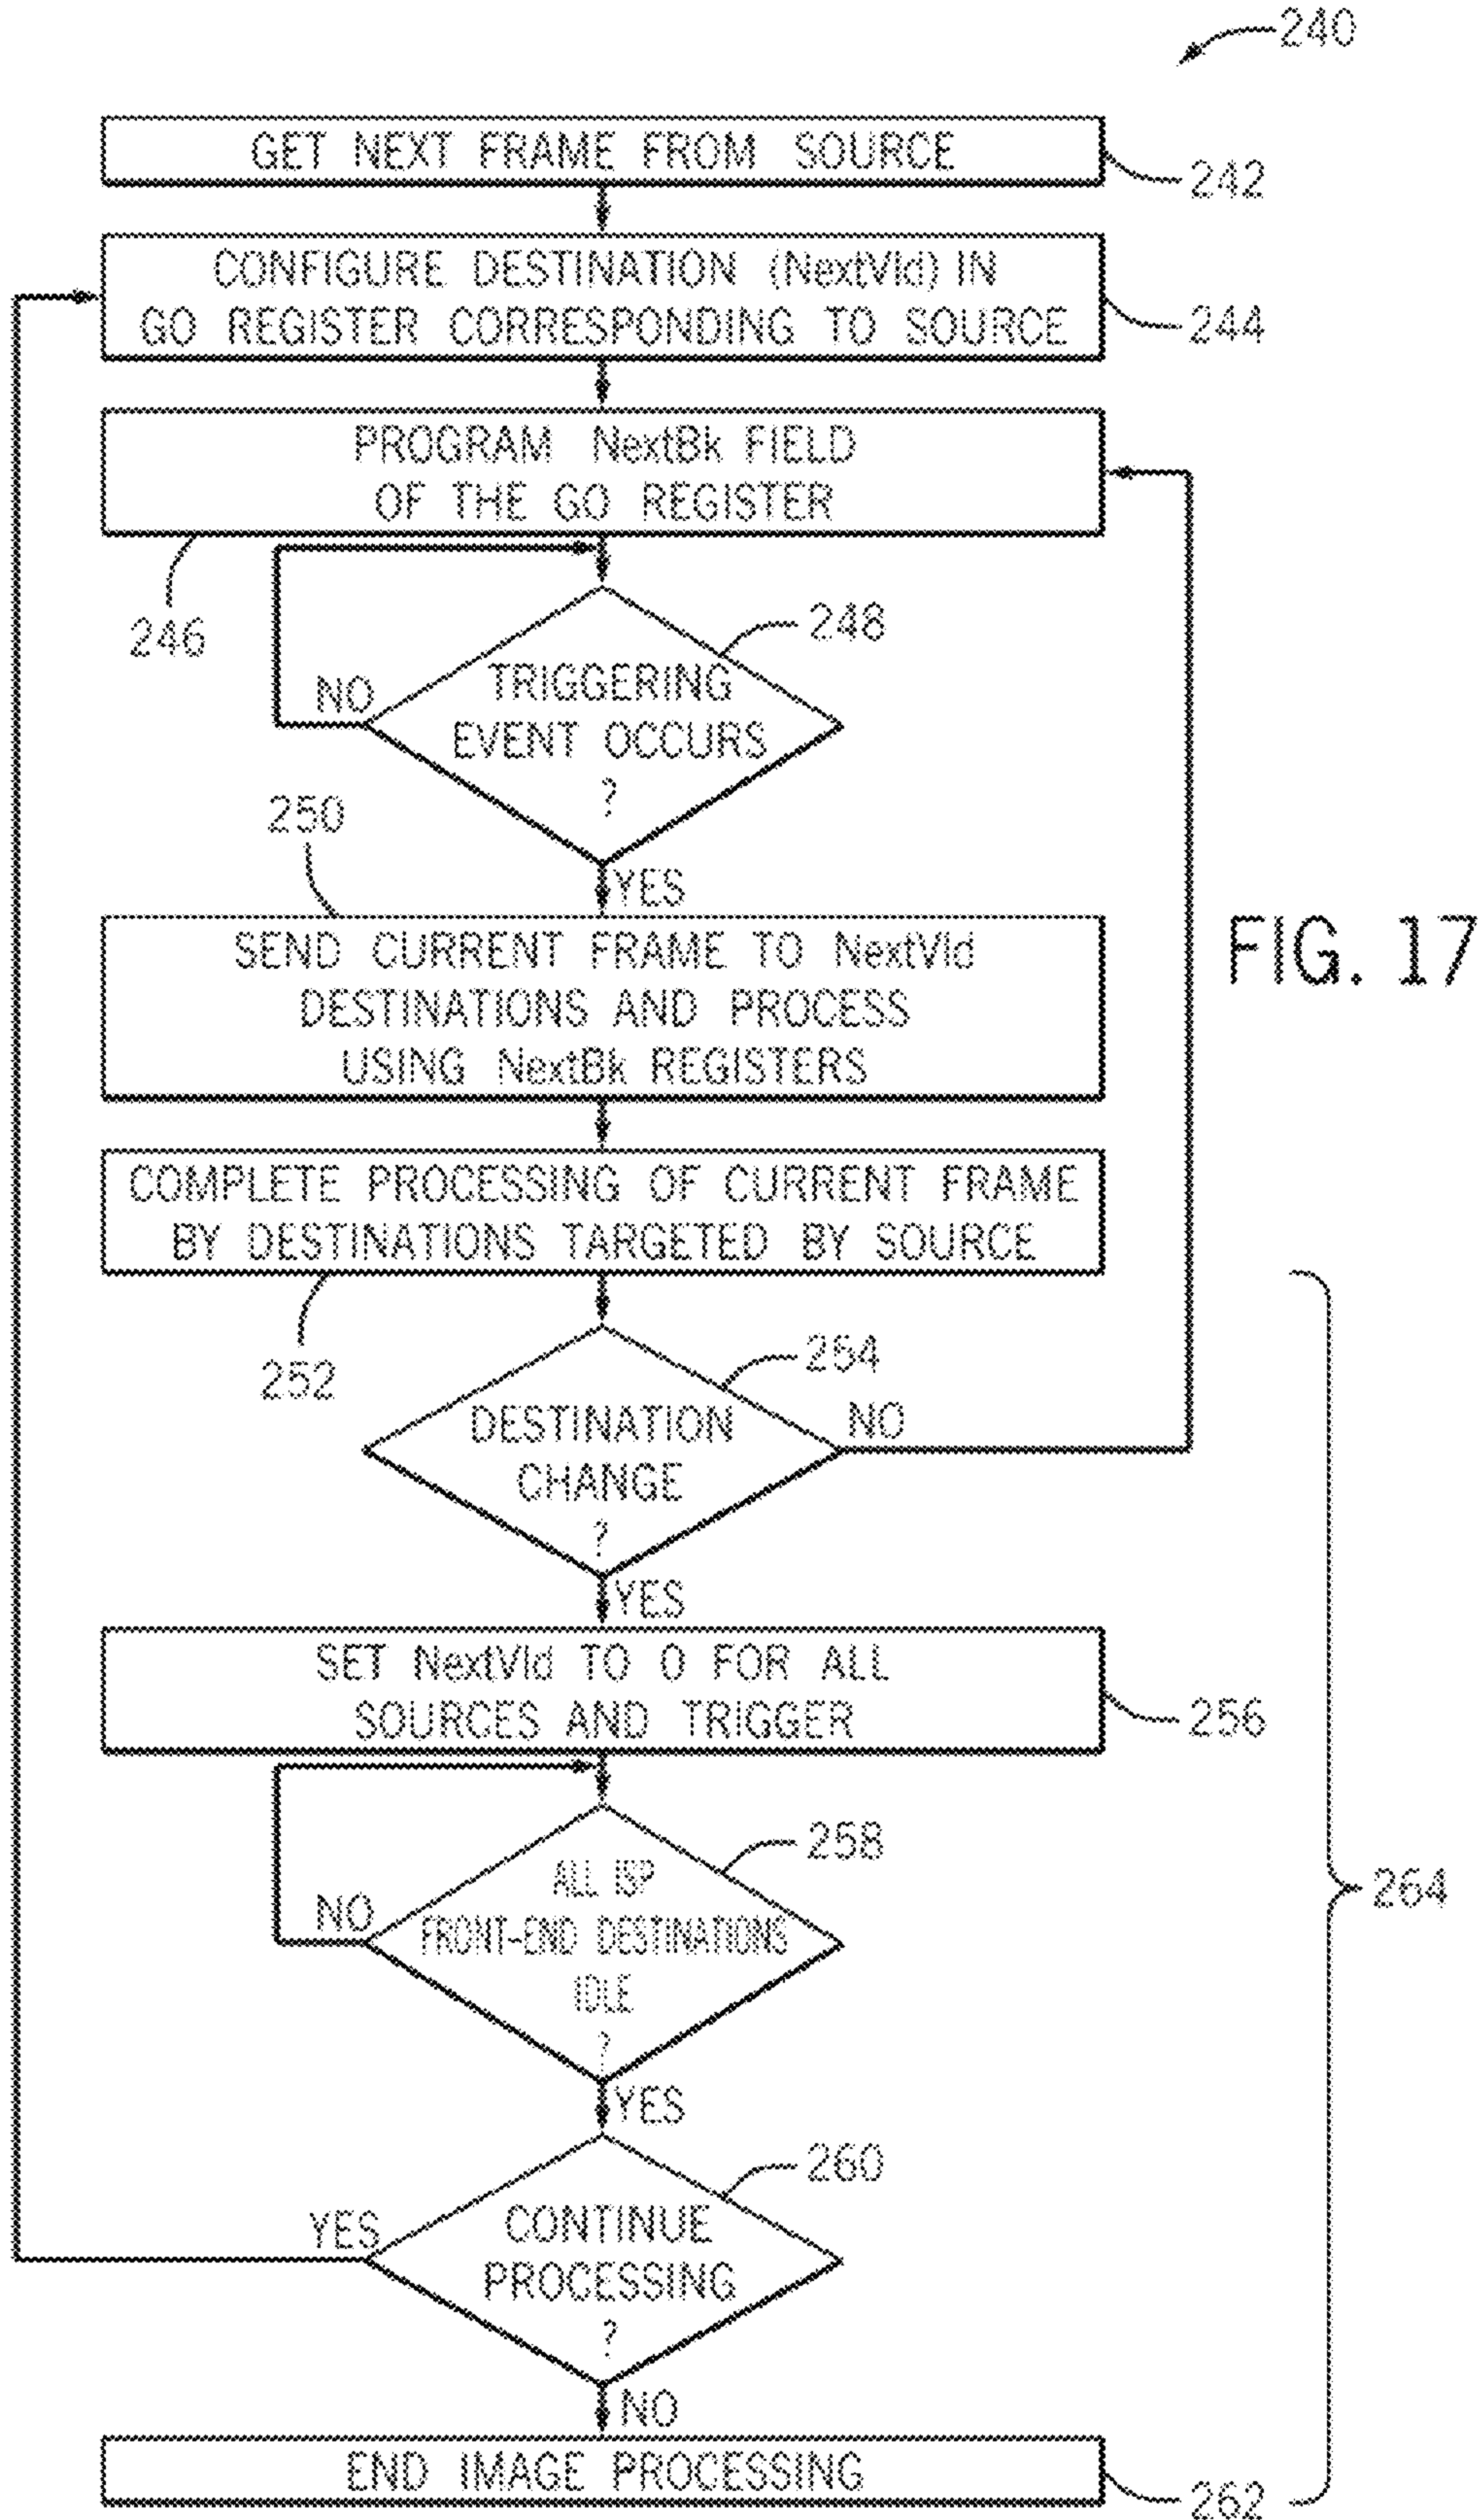 240
GET NEXT FRAME FROM SOURCE
242
CONFIGURE DESTINATION (NextVld) IN
GO REGISTER CORRESPONDING TO SOURCE
244
PROGRAM NextBk FIELD
OF THE GO REGISTER
246
248
NO
TRIGGERING
EVENT OCCURS
?
250
YES
SEND CURRENT FRAME TO NextVld
DESTINATIONS AND PROCESS
USING NextBk REGISTERS
FIG. 17
COMPLETE PROCESSING OF CURRENT FRAME
BY DESTINATIONS TARGETED BY SOURCE
252
254
DESTINATION
CHANGE
?
NO
YES
SET NextVld TO 0 FOR ALL
SOURCES AND TRIGGER
256
258
NO
ALL ISP
FRONT-END DESTINATIONS
IDLE
?
264
YES
260
YES
CONTINUE
PROCESSING
?
NO
END IMAGE PROCESSING
262